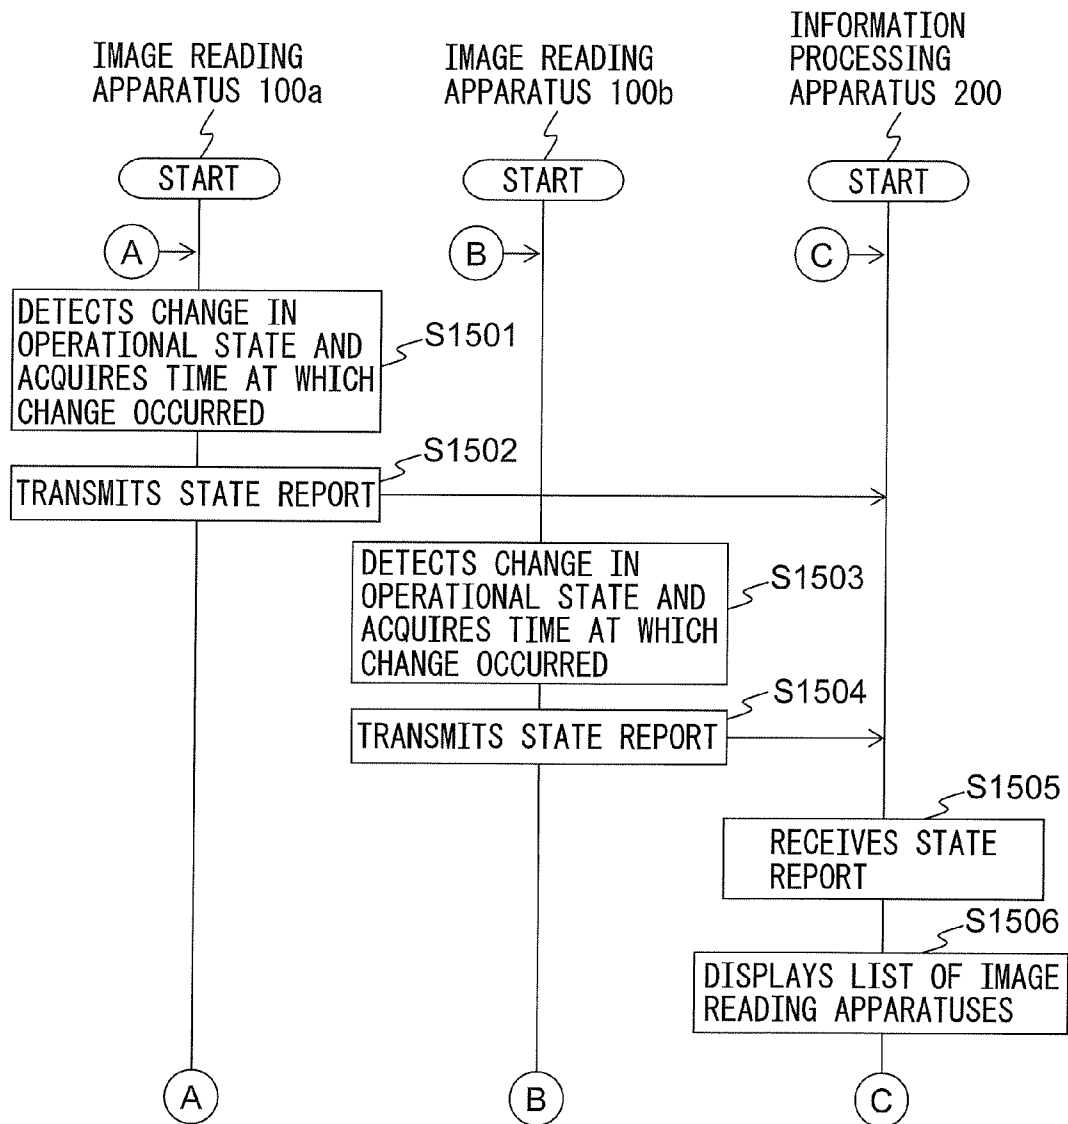 IMAGE READING
APPARATUS 100a
IMAGE READING
APPARATUS 100b
INFORMATION
PROCESSING
APPARATUS 200
START
START
START
A
B
C
DETECTS CHANGE IN
OPERATIONAL STATE AND
ACQUIRES TIME AT WHICH
CHANGE OCCURRED
S1501
S1502
TRANSMITS STATE REPORT
DETECTS CHANGE IN
OPERATIONAL STATE AND
ACQUIRES TIME AT WHICH
CHANGE OCCURRED
S1503
S1504
TRANSMITS STATE REPORT
S1505
RECEIVES STATE
REPORT
S1506
DISPLAYS LIST OF IMAGE
READING APPARATUSES
A
B
C